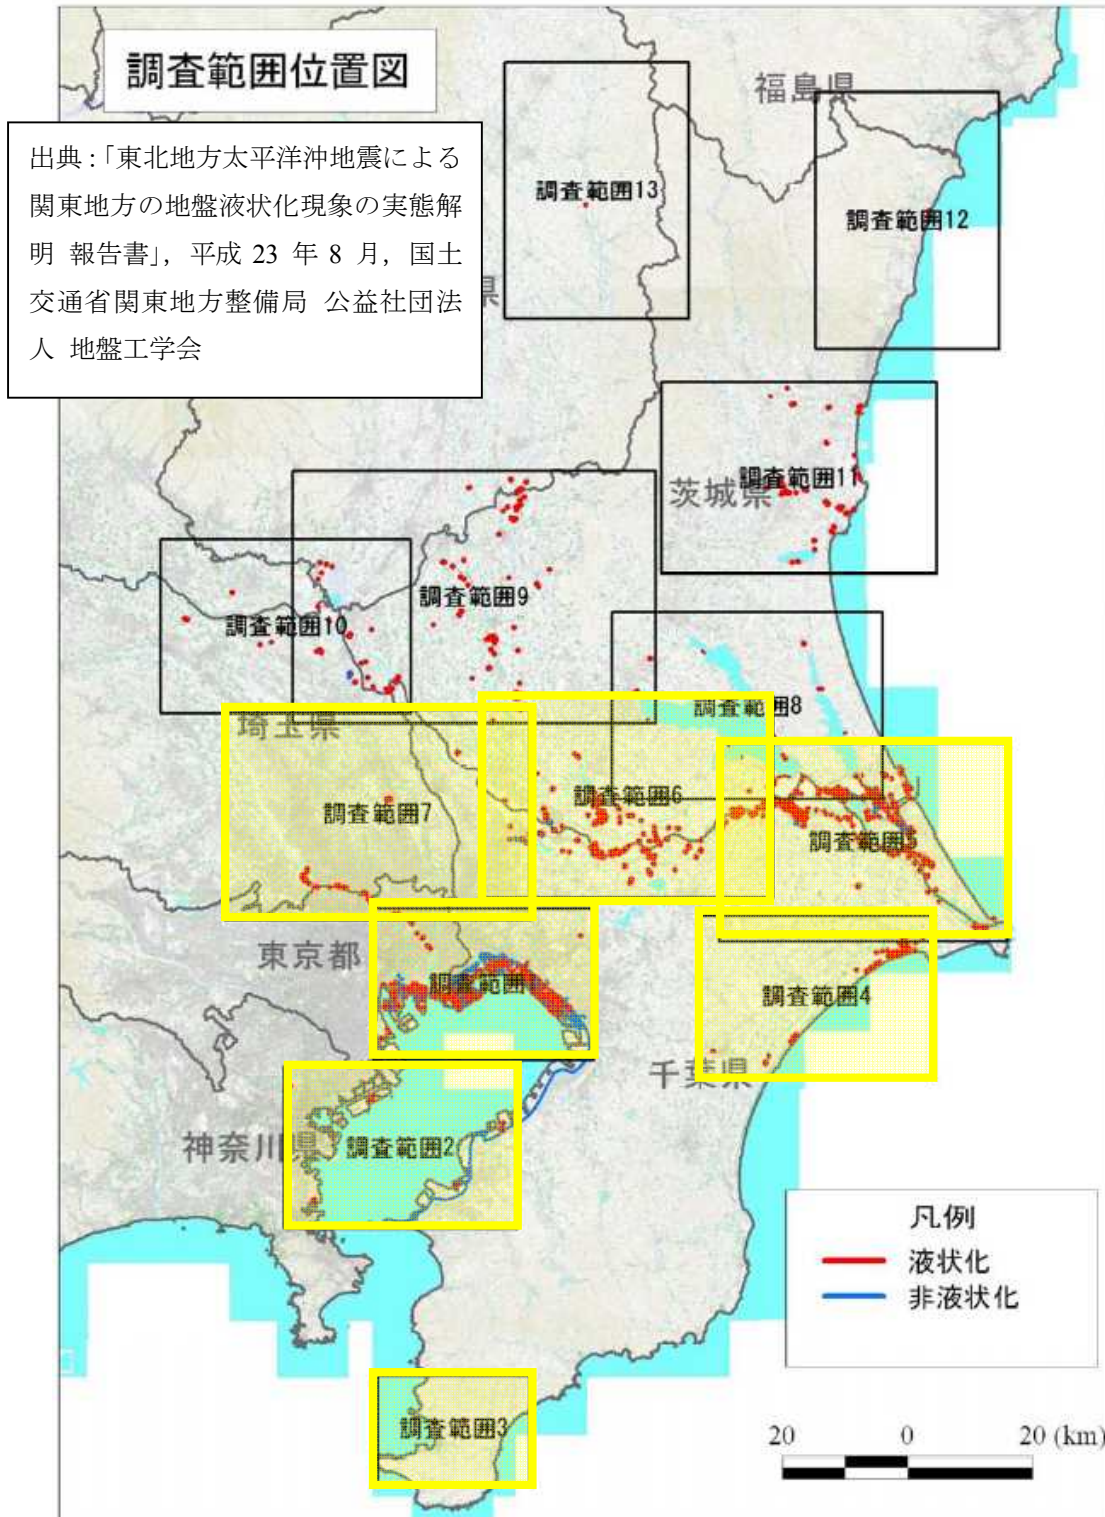 調査範囲位置図
出典：「東北地方太平洋沖地震による
関東地方の地盤液状化現象の実態解
明 報告書」，平成 23 年 8 月，国土
交通省関東地方整備局 公益社団法
人 地盤工学会
福島県
調査範囲13
調査範囲12
県
調査範囲11
茨城県
調査範囲9
調査範囲10
調査範囲8
埼玉県
調査範囲6
調査範囲7
調査範囲5
東京都
調査範囲
調査範囲4
千葉県
神奈川県
調査範囲2
凡例
液状化
非液状化
調査範囲3
20 0 20 (km)